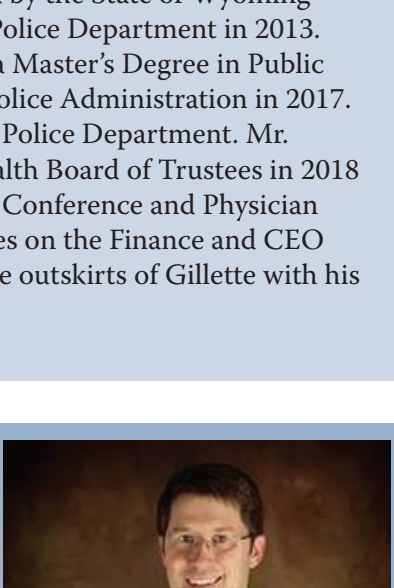 by the State of Wyoming
Police Department in 2013.
a Master’s Degree in Public
olice Administration in 2017.
Police Department. Mr.
alth Board of Trustees in 2018
Conference and Physician
es on the Finance and CEO
e outskirts of Gillette with his